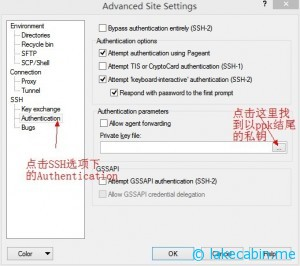 Advanced Site Settings
Environment
Directories
Recycle bin
SFTP
SCP/Shell
Connection
Proxy
Tunnel
SSH
Key exchange
Authentication
Bugs
点击SSH选项下
的Authentication
Bypass authentication entirely (SSH-2)
Authentication options
Attempt authentication using Pageant
Attempt TIS or CryptoCard authentication (SSH-1)
Attempt 'keyboard-interactive' authentication (SSH-2)
Respond with password to the first prompt
Authentication parameters
Allow agent forwarding
Private key file:
...
点击这里找
到以ppk结尾
的私钥
GSSAPI
Attempt GSSAPI authentication (SSH-2)
Allow GSSAPI credential delegation
Color
OK
Help
© lakecabin.me